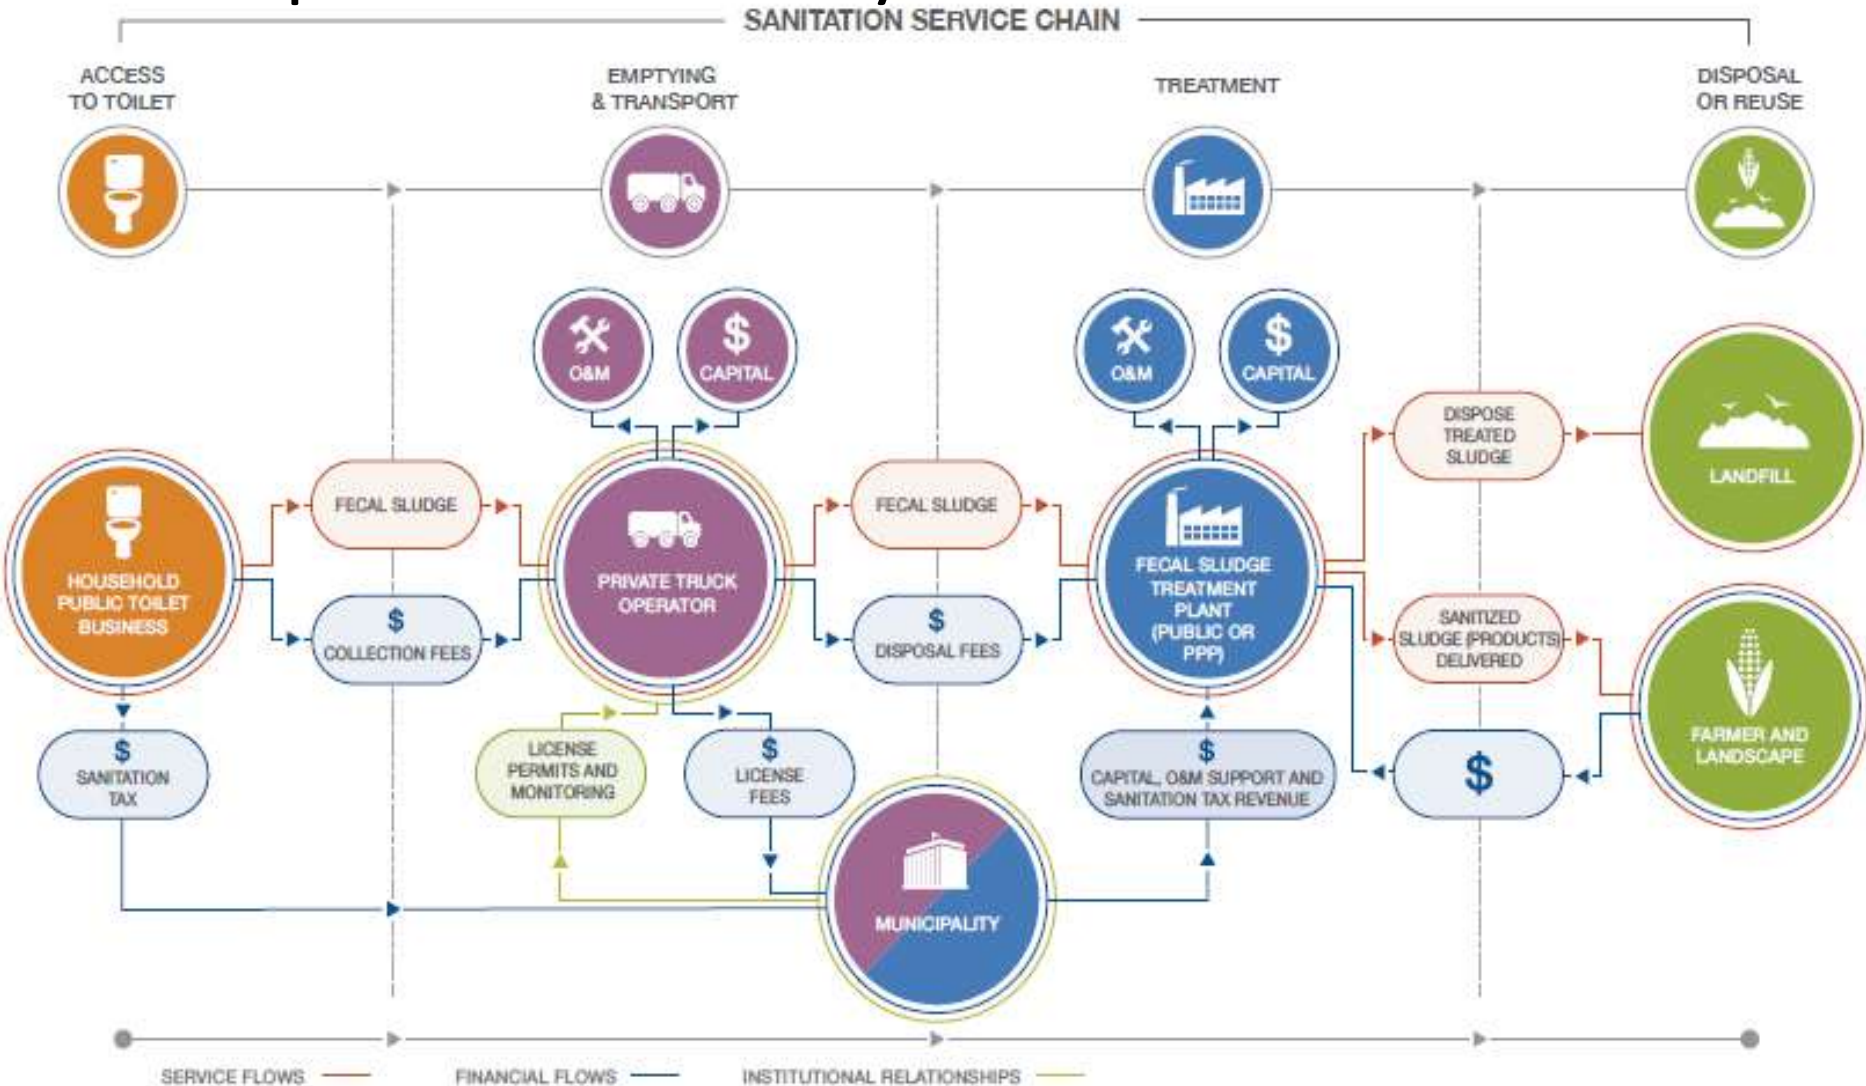 SANITATION SERVICE CHAIN
ACCESS
TO TOILET
EMPTYING
& TRANSPORT
TREATMENT
DISPOSAL
OR REUSE
O&M
$
CAPITAL
O&M
$
CAPITAL
DISPOSE
TREATED
SLUDGE
LANDFILL
FECAL SLUDGE
FECAL SLUDGE
HOUSEHOLD
PUBLIC TOILET
BUSINESS
PRIVATE TRUCK
OPERATOR
FECAL SLUDGE
TREATMENT
PLANT
(PUBLIC OR
PPP)
$
COLLECTION FEES
$
DISPOSAL FEES
SANITIZED
SLUDGE (PRODUCTS)
DELIVERED
FARMER AND
LANDSCAPE
$
SANITATION
TAX
LICENSE
PERMITS AND
MONITORING
$
LICENSE
FEES
$
CAPITAL, O&M SUPPORT AND
SANITATION TAX REVENUE
$
MUNICIPALITY
SERVICE FLOWS
FINANCIAL FLOWS
INSTITUTIONAL RELATIONSHIPS